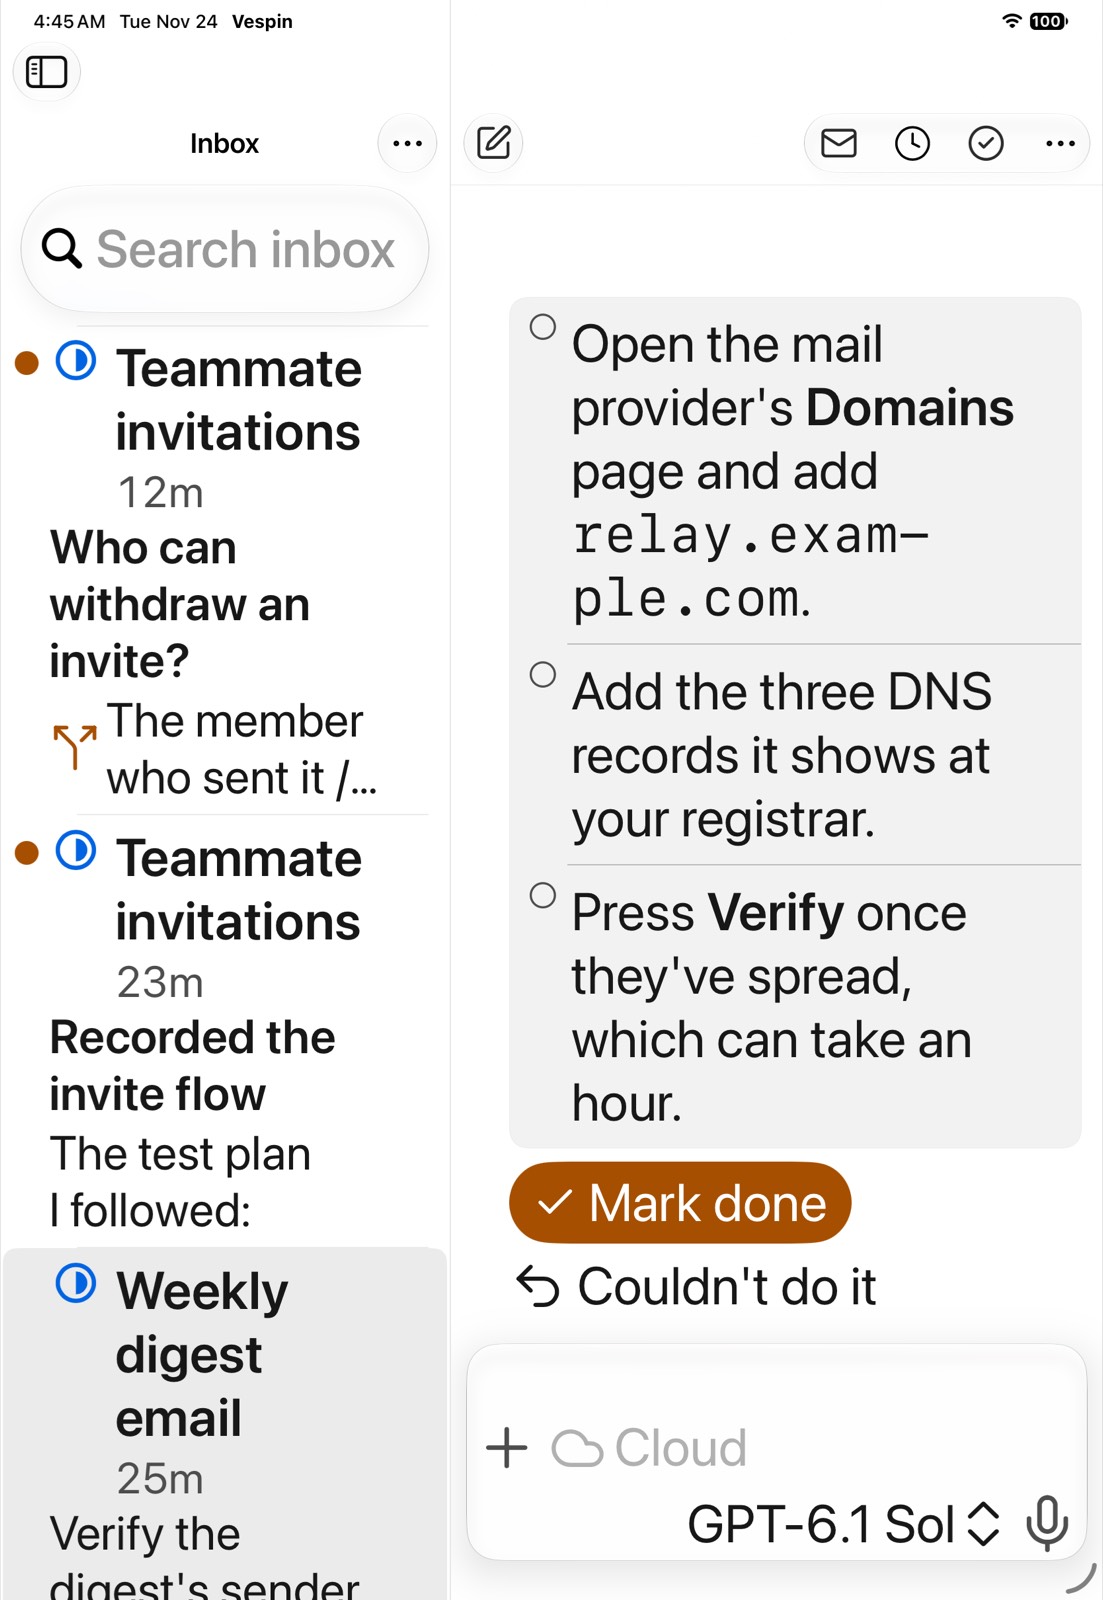 4:45 AM Tue Nov 24 Vespin
100
Inbox
Search inbox
Teammate
invitations
12m
Who can
withdraw an
invite?
The member
who sent it /...
Teammate
invitations
23m
Recorded the
invite flow
The test plan
I followed:
Weekly
digest
email
25m
Verify the
digest's sender
Open the mail
provider's Domains
page and add
relay.exam-
ple.com.
Add the three DNS
records it shows at
your registrar.
Press Verify once
they've spread,
which can take an
hour.
Mark done
Couldn't do it
Cloud
GPT-6.1 Sol